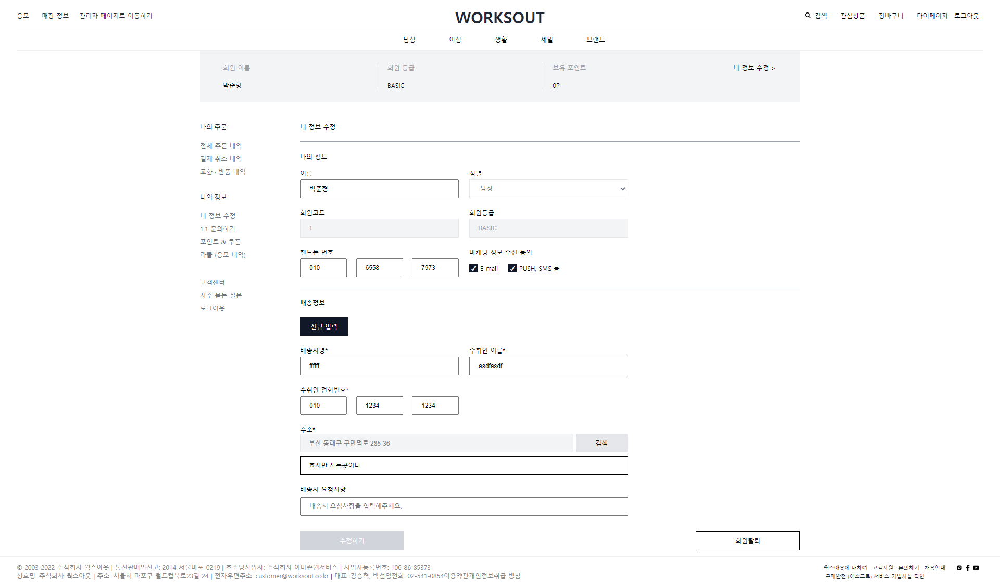 응모 매장 정보 관리자 페이지로 이동하기 WORKSOUT 검색 관심상품 장바구니 마이페이지 로그아웃
남성 여성 생활 세일 브랜드
회원 이름 회원 등급 보유 포인트 내 정보 수정 >
박준형 BASIC 0P
나의 주문
전체 주문 내역
결제 취소 내역
교환 · 반품 내역
나의 정보
내 정보 수정
1:1 문의하기
포인트 & 쿠폰
라플 (응모 내역)
고객센터
자주 묻는 질문
로그아웃
내 정보 수정
나의 정보
이름 성별
박준형 남성
회원코드 회원등급
1 BASIC
핸드폰 번호 마케팅 정보 수신 동의
010 6558 7973 E-mail PUSH, SMS 등
배송정보
신규 입력
배송지명* 수취인 이름*
ffffff asdfasdf
수취인 전화번호*
010 1234 1234
주소*
부산 동래구 구만덕로 285-36 검색
효자만 사는곳이다
배송시 요청사항
배송시 요청사항을 입력해주세요.
수정하기 회원탈퇴
© 2003-2022 주식회사 웍스아웃 | 통신판매업신고: 2014-서울마포-0219 | 호스팅사업자: 주식회사 아마존웹서비스 | 사업자등록번호: 106-86-85373
상호명: 주식회사 웍스아웃 | 주소: 서울시 마포구 월드컵북로23길 24 | 전자우편주소: customer@worksout.co.kr | 대표: 강승혁, 박선영전화: 02-541-0854이용약관개인정보취급 방침
웍스아웃에 대하여 고객지원 문의하기 채용안내
구매안전 (에스크로) 서비스 가입사실 확인